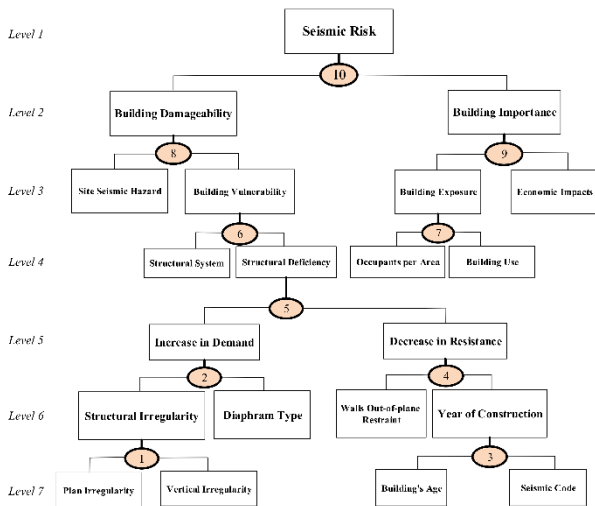 Level 1
Seismic Risk
10
Level 2
Building Damageability
Building Importance
8
9
Level 3
Site Seismic Hazard
Building Vulnerability
Building Exposure
Economic Impacts
6
7
Level 4
Structural System
Structural Deficiency
Occupants per Area
Building Use
5
Level 5
Increase in Demand
Decrease in Resistance
2
4
Level 6
Structural Irregularity
Diaphram Type
Walls Out-of-plane
Restraint
Year of Construction
1
3
Level 7
Plan Irregularity
Vertical Irregularity
Building's Age
Seismic Code